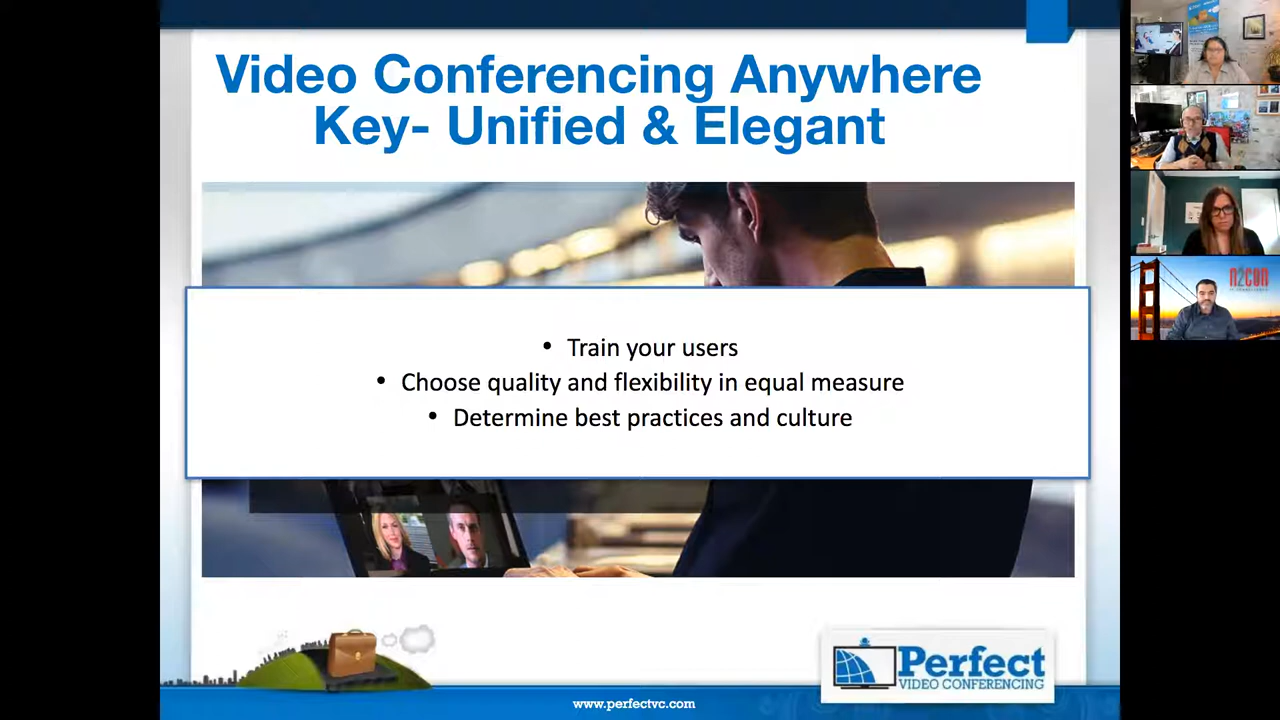 Video Conferencing Anywhere
Key- Unified & Elegant
• Train your users
• Choose quality and flexibility in equal measure
• Determine best practices and culture
Perfect
VIDEO CONFERENCING
www.perfectvc.com
N2CON